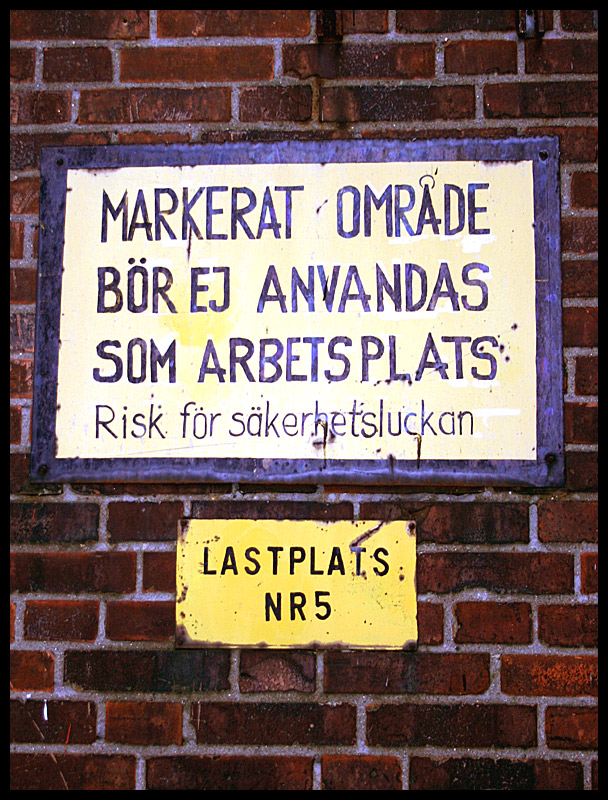 MARKERAT OMRÅDE
BÖR EJ ANVANDAS
SOM ARBETSPLATS
Risk för säkerhetsluckan
LASTPLATS
NR5